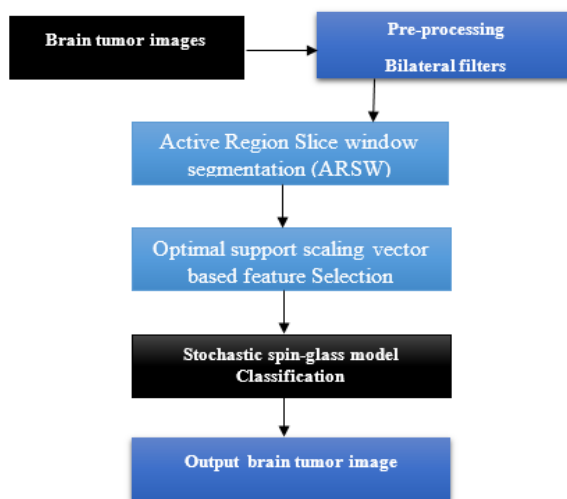 Brain tumor images
Pre-processing
Bilateral filters
Active Region Slice window
segmentation (ARSW)
Optimal support scaling vector
based feature Selection
Stochastic spin-glass model
Classification
Output brain tumor image